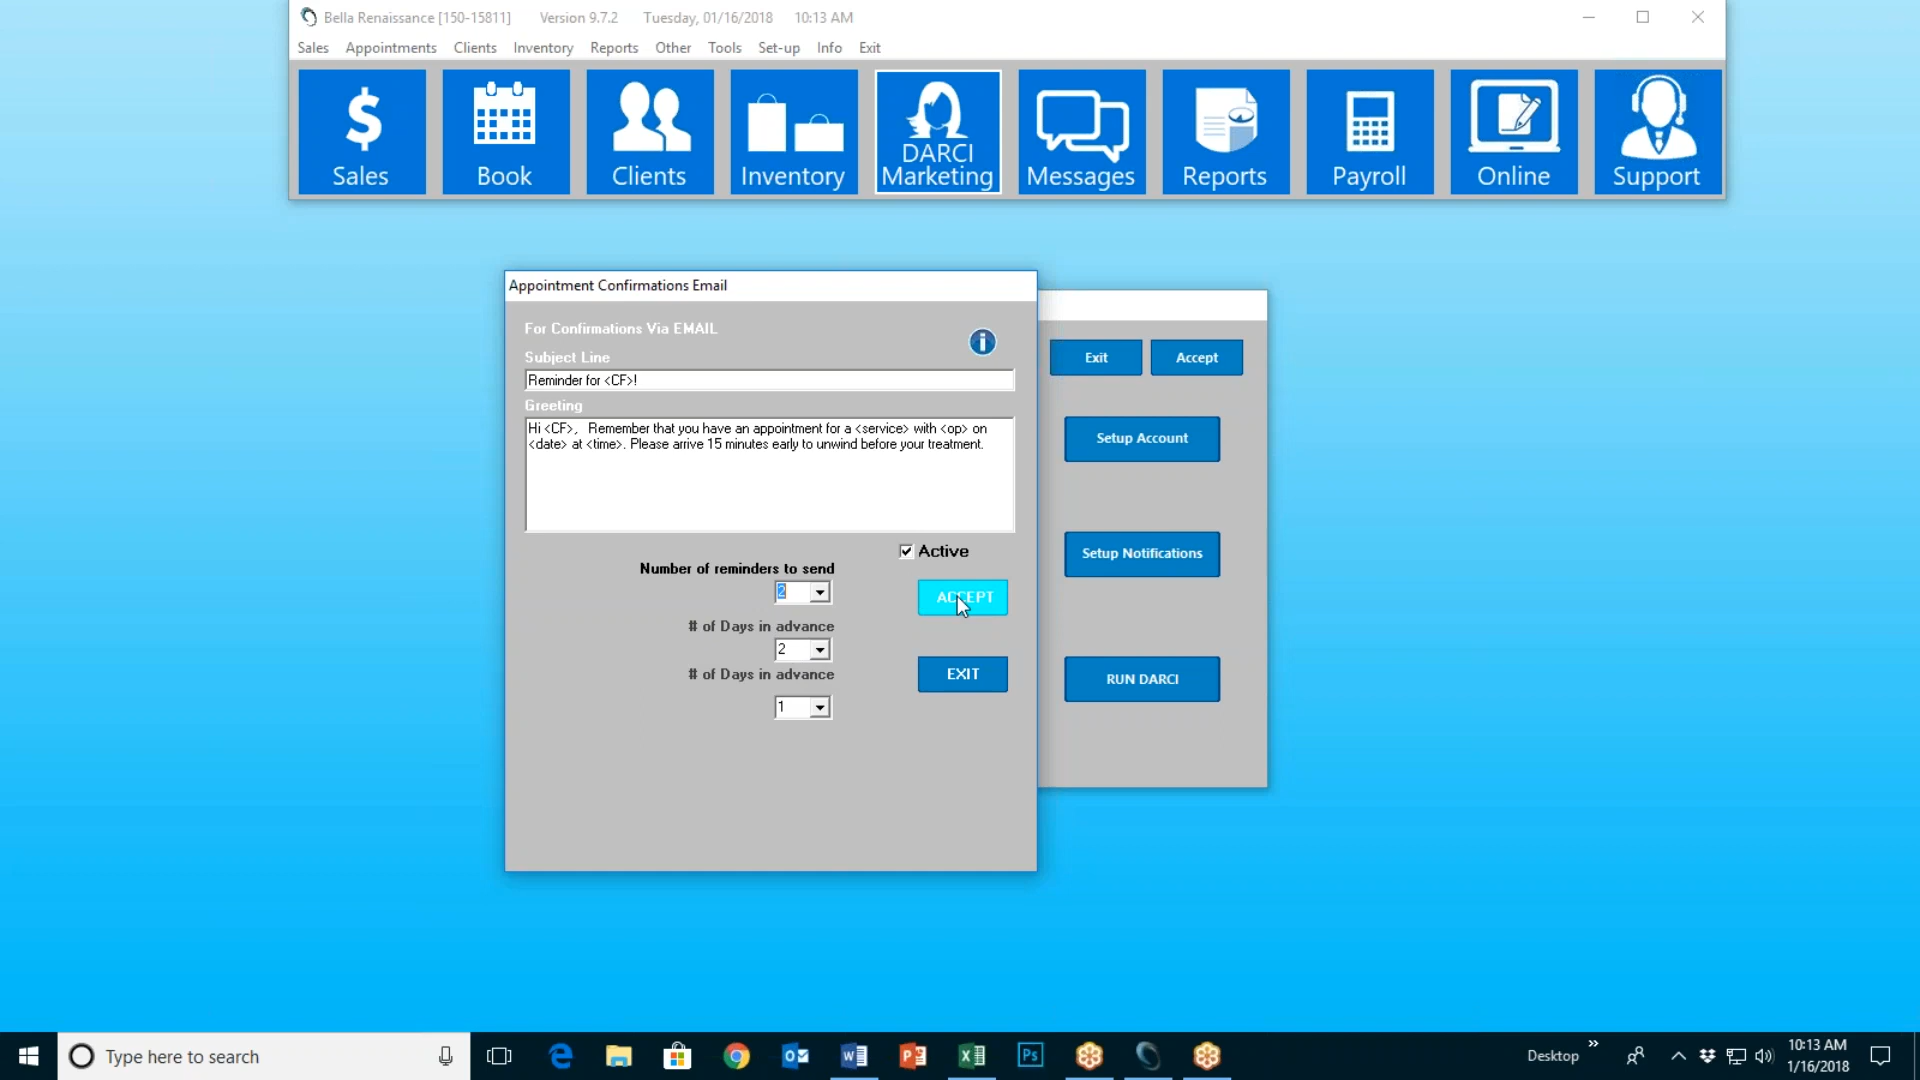 Bella Renaissance [150-15811] Version 9.7.2 Tuesday, 01/16/2018 10:13 AM
Sales Appointments Clients Inventory Reports Other Tools Set-up Info Exit
$
Sales
Book
Clients
Inventory
DARCI
Marketing
Messages
Reports
Payroll
Online
Support
Appointment Confirmations Email
For Confirmations Via EMAIL
Subject Line
Reminder for <CF>!
Greeting
Hi <CF>, Remember that you have an appointment for a <service> with <op> on
<date> at <time>. Please arrive 15 minutes early to unwind before your treatment.
Active
Number of reminders to send
2
ACCEPT
# of Days in advance
2
# of Days in advance
EXIT
1
Exit Accept
Setup Account
Setup Notifications
RUN DARCI
Type here to search
Desktop
10:13 AM
1/16/2018